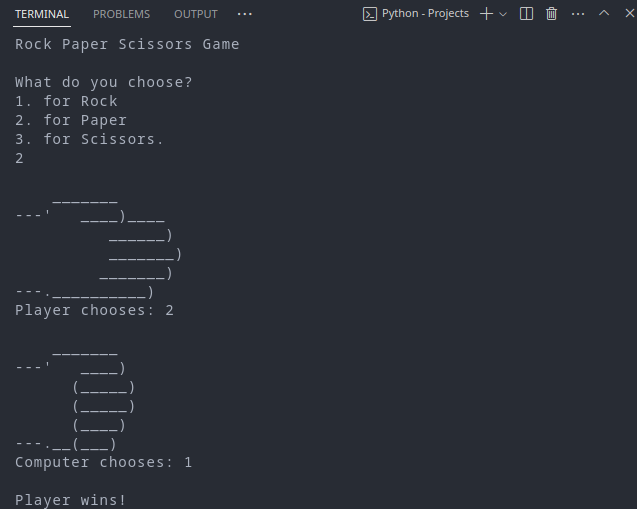 TERMINAL PROBLEMS OUTPUT ··· Python - Projects
Rock Paper Scissors Game

What do you choose?
1. for Rock
2. for Paper
3. for Scissors.
2

    _______
---'   ____)____
          ______)
          _______)
         _______)
---.__________)
Player chooses: 2

    _______
---'   ____)
      (_____)
      (_____)
      (____)
---.__(___)
Computer chooses: 1

Player wins!